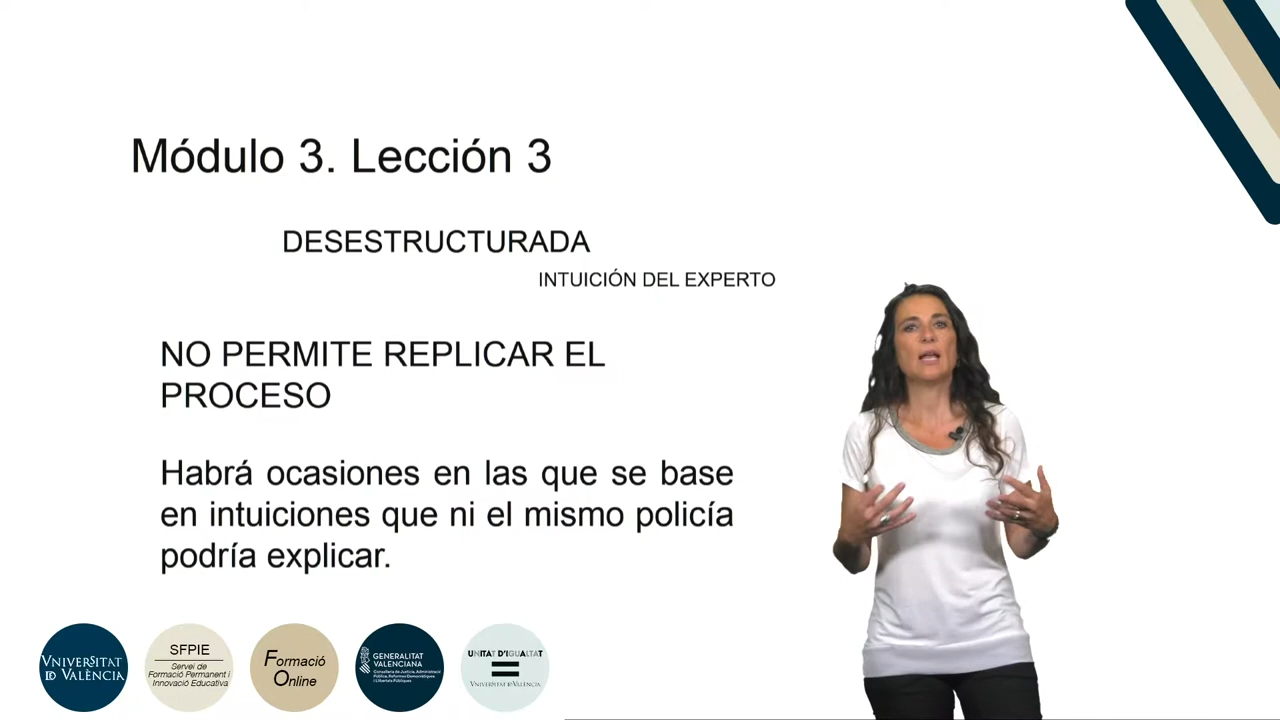 Módulo 3. Lección 3
DESESTRUCTURADA
INTUICIÓN DEL EXPERTO
NO PERMITE REPLICAR EL
PROCESO
Habrá ocasiones en las que se base
en intuiciones que ni el mismo policía
podría explicar.
VNIVERSITAT
ID VALÈNCIA
SFPIE
Servei de
Formació Permanent i
Innovació Educativa
Formació
Online
GENERALITAT
VALENCIANA
Conselleria de Justícia, Administració
Pública, Reformes Democràtiques
i Llibertats Públiques
UNITAT D'IGUALTAT
VNIVERSITAT ID VALÈNCIA